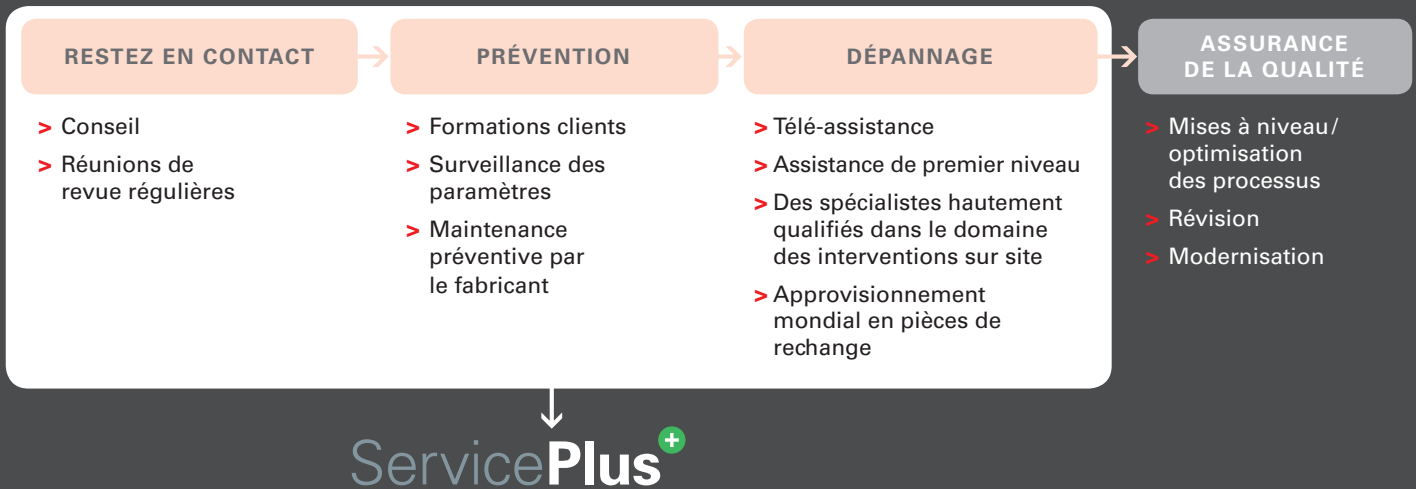 RESTEZ EN CONTACT
> Conseil
> Réunions de
revue régulières
PRÉVENTION
> Formations clients
> Surveillance des
paramètres
> Maintenance
préventive par
le fabricant
DÉPANNAGE
> Télé-assistance
> Assistance de premier niveau
> Des spécialistes hautement
qualifiés dans le domaine
des interventions sur site
> Approvisionnement
mondial en pièces de
rechange
ASSURANCE
DE LA QUALITÉ
> Mises à niveau/
optimisation
des processus
> Révision
> Modernisation
ServicePlus+